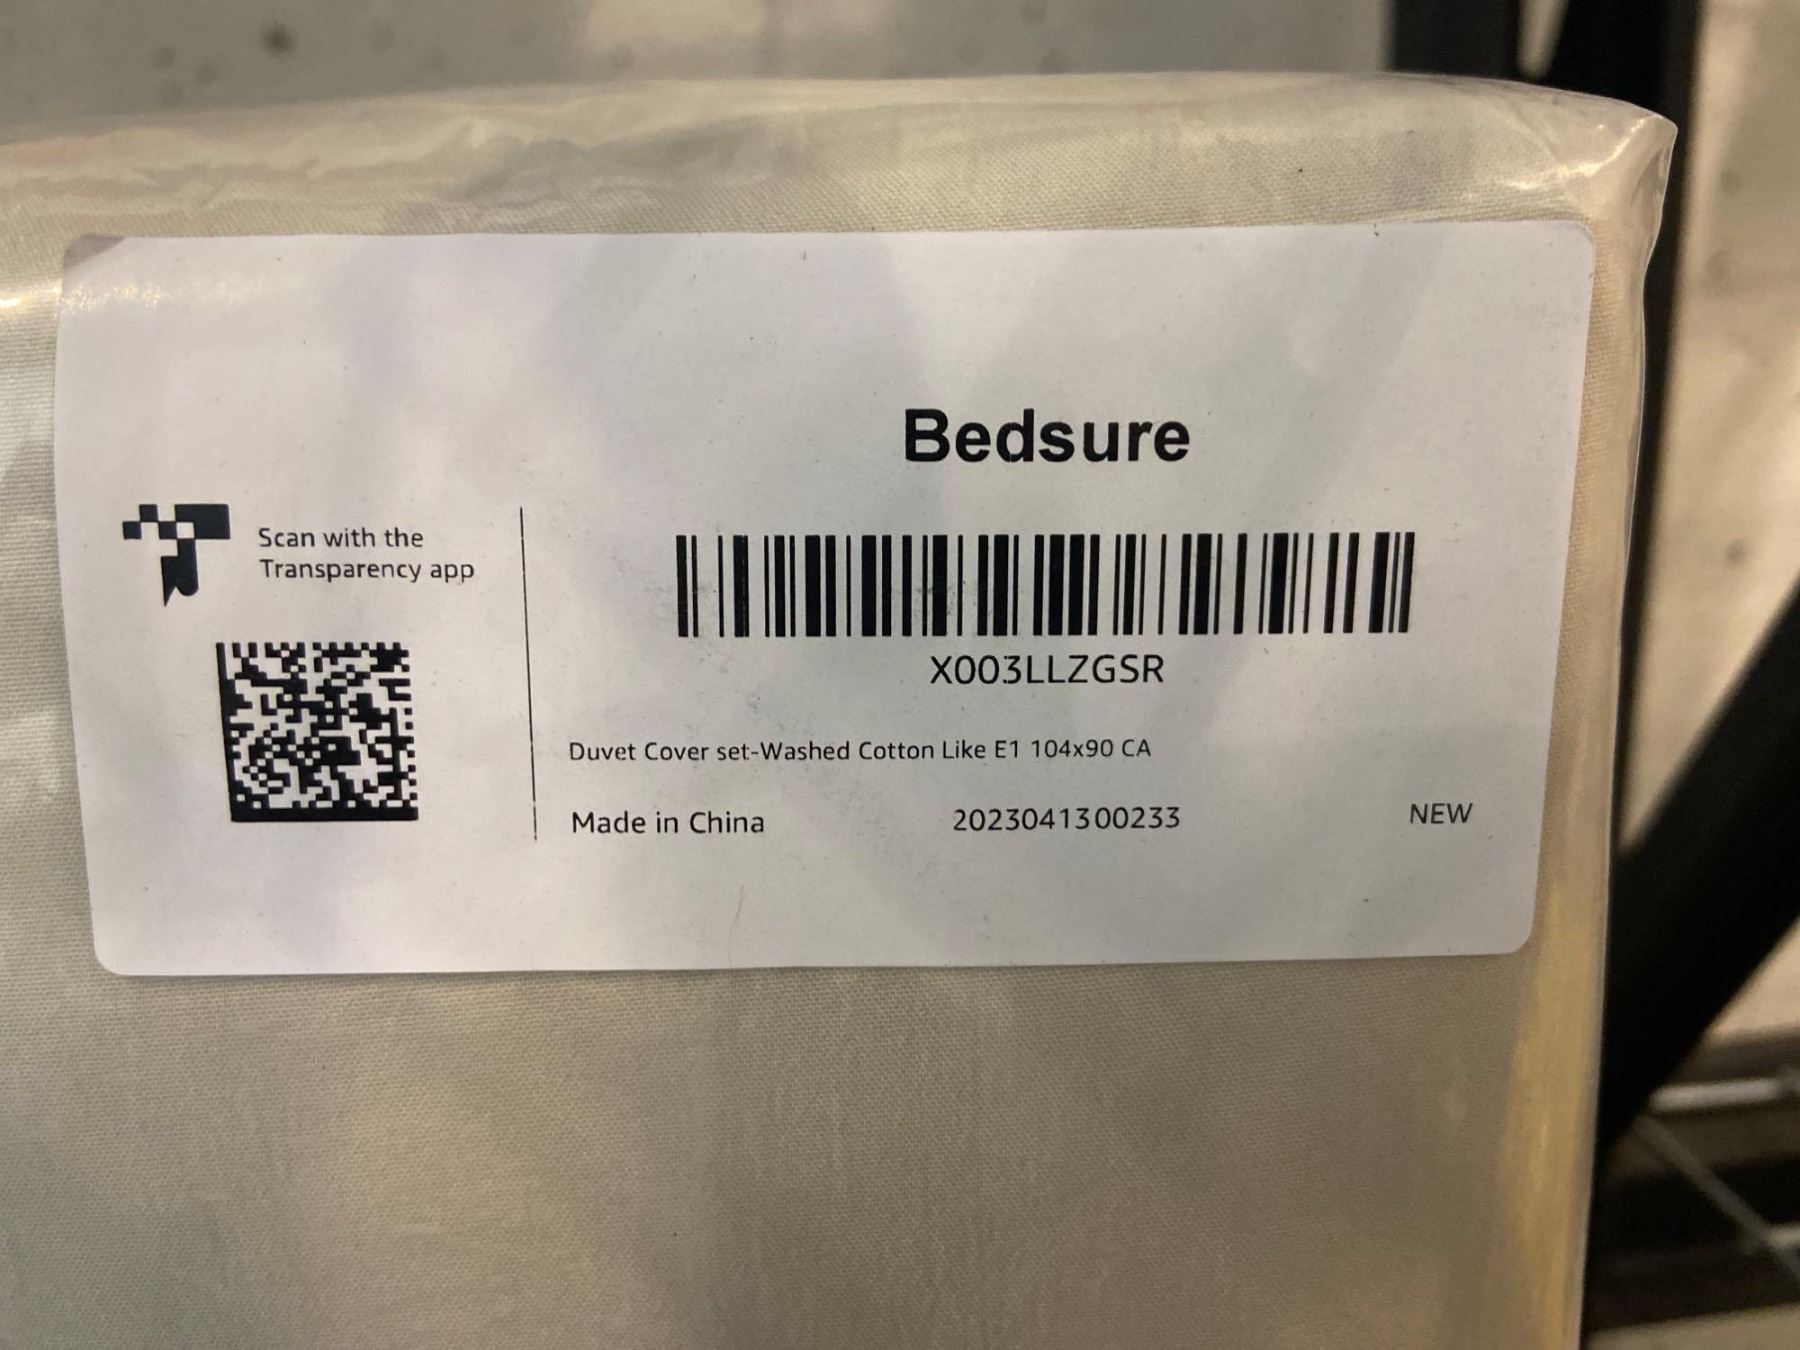 Bedsure
Scan with the
Transparency app
X003LLZGSR
Duvet Cover set-Washed Cotton Like E1 104x90 CA
Made in China 2023041300233 NEW